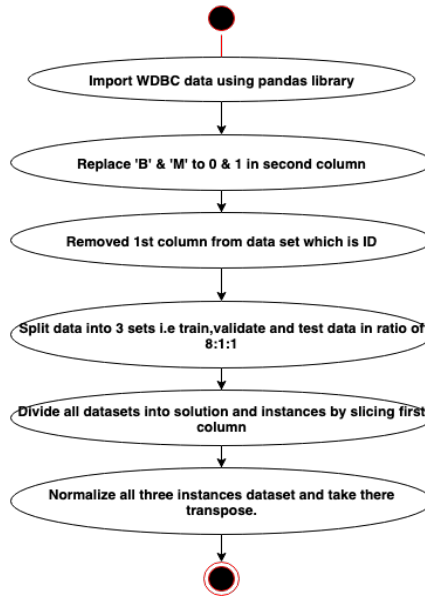 Import WDBC data using pandas library
Replace 'B' & 'M' to 0 & 1 in second column
Removed 1st column from data set which is ID
Split data into 3 sets i.e train,validate and test data in ratio of
8:1:1
Divide all datasets into solution and instances by slicing first
column
Normalize all three instances dataset and take there
transpose.